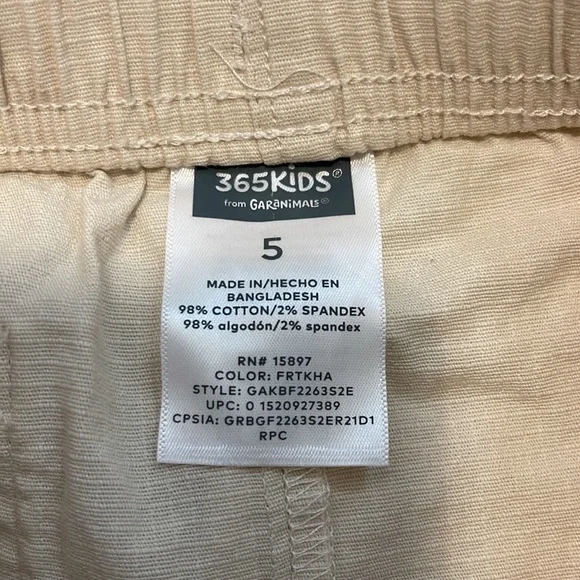 365KiDS®
from GARANiMALS®
5
MADE IN/HECHO EN
BANGLADESH
98% COTTON/2% SPANDEX
98% algodón/2% spandex
RN# 15897
COLOR: FRTKHA
STYLE: GAKBF2263S2E
UPC: 0 1520927389
CPSIA: GRBGF2263S2ER21D1
RPC